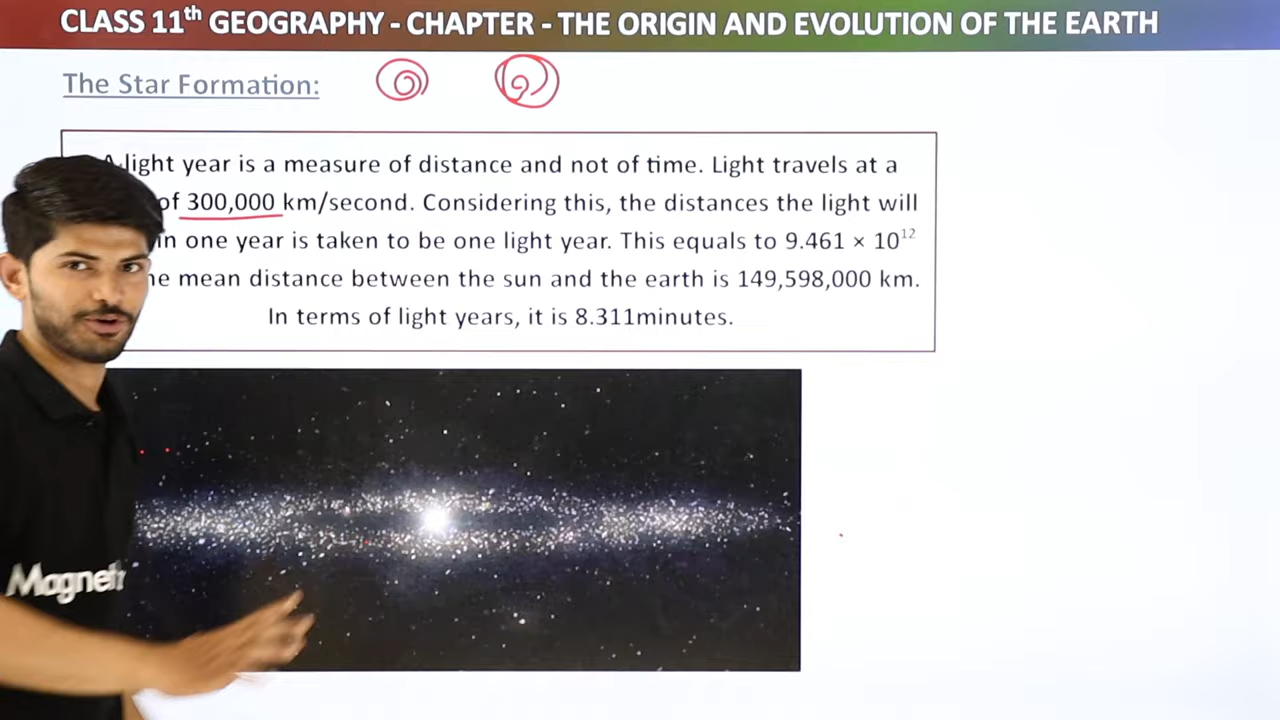 CLASS 11th GEOGRAPHY - CHAPTER - THE ORIGIN AND EVOLUTION OF THE EARTH
The Star Formation:
A light year is a measure of distance and not of time. Light travels at a
of 300,000 km/second. Considering this, the distances the light will
in one year is taken to be one light year. This equals to 9.461 × 10¹²
mean distance between the sun and the earth is 149,598,000 km.
In terms of light years, it is 8.311minutes.